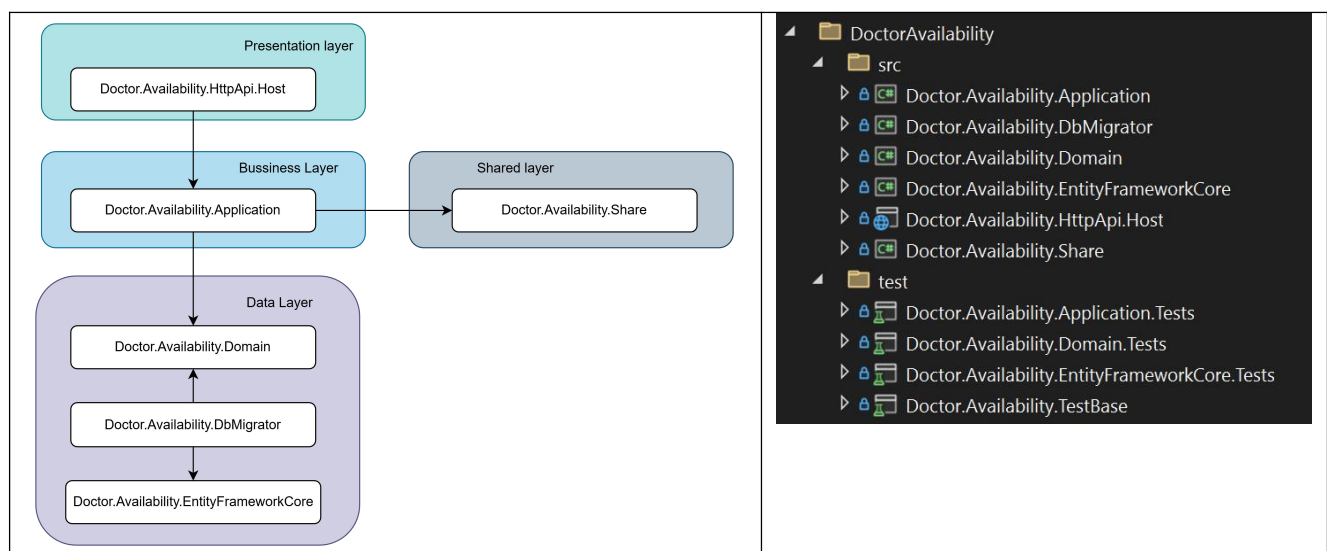 Presentation layer
Doctor.Availability.HttpApi.Host
Bussiness Layer
Doctor.Availability.Application
Shared layer
Doctor.Availability.Share
Data Layer
Doctor.Availability.Domain
Doctor.Availability.DbMigrator
Doctor.Availability.EntityFrameworkCore
DoctorAvailability
src
C# Doctor.Availability.Application
C# Doctor.Availability.DbMigrator
C# Doctor.Availability.Domain
C# Doctor.Availability.EntityFrameworkCore
Doctor.Availability.HttpApi.Host
C# Doctor.Availability.Share
test
Doctor.Availability.Application.Tests
Doctor.Availability.Domain.Tests
Doctor.Availability.EntityFrameworkCore.Tests
Doctor.Availability.TestBase